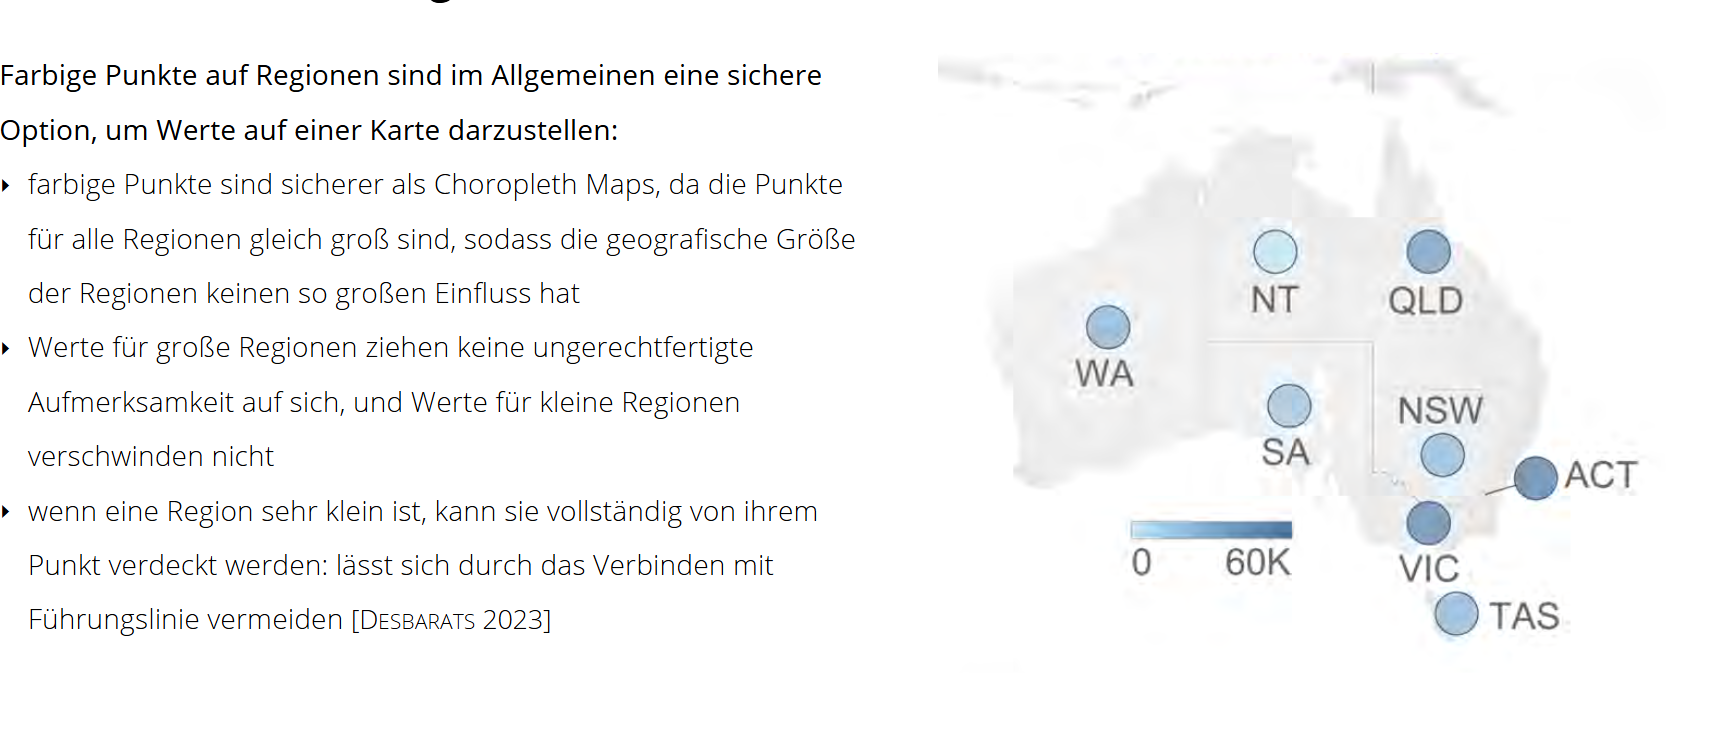 Farbige Punkte auf Regionen sind im Allgemeinen eine sichere
Option, um Werte auf einer Karte darzustellen:
farbige Punkte sind sicherer als Choropleth Maps, da die Punkte
für alle Regionen gleich groß sind, sodass die geografische Größe
der Regionen keinen so großen Einfluss hat
Werte für große Regionen ziehen keine ungerechtfertigte
Aufmerksamkeit auf sich, und Werte für kleine Regionen
verschwinden nicht
wenn eine Region sehr klein ist, kann sie vollständig von ihrem
Punkt verdeckt werden: lässt sich durch das Verbinden mit
Führungslinie vermeiden [DESBARATS 2023]
NT
QLD
WA
NSW
SA
ACT
0 60K
VIC
TAS